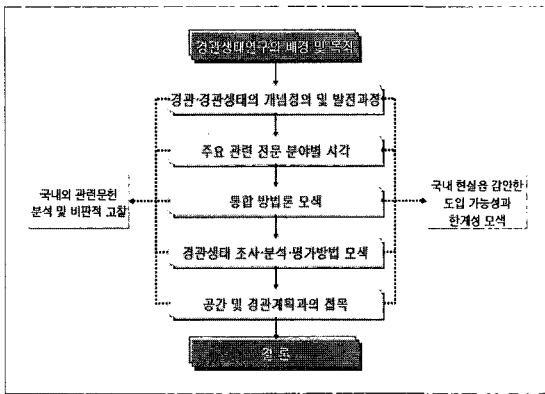 경관생태연구의 배경 및 목적
경관·경관생태의 개념정의 및 발전과정
주요 관련 전문 분야별 시각
국내외 관련문헌
분석 및 비판적 고찰
통합 방법론 모색
국내 현실을 감안한
도입 가능성과
한계성 모색
경관생태 조사·분석·평가방법 모색
공간 및 경관계획과의 접목
결 론